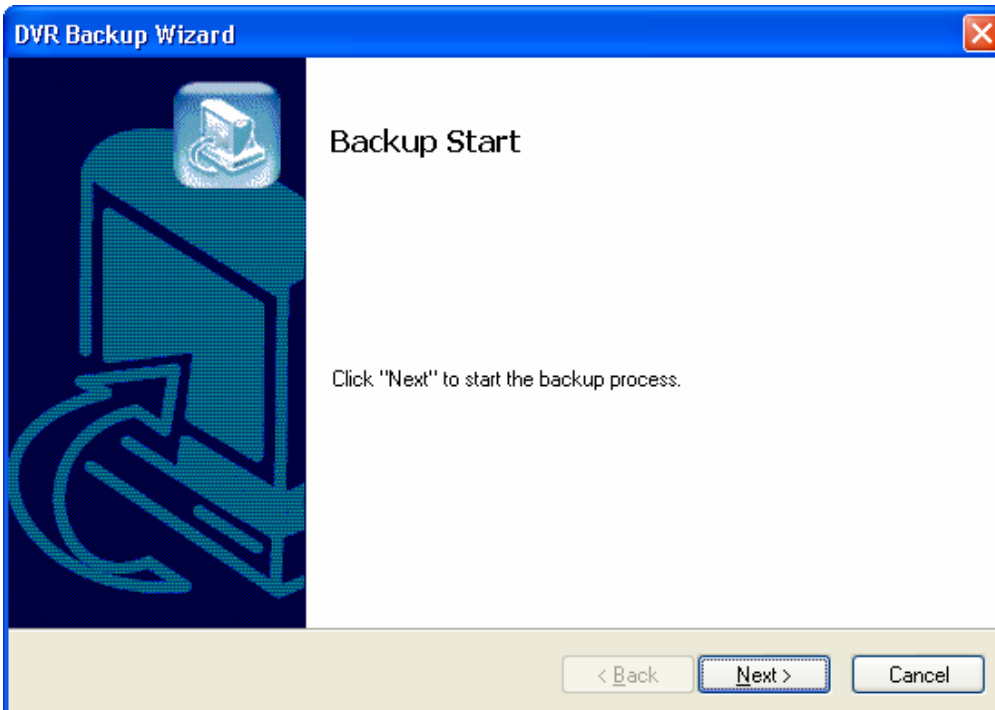 DVR Backup Wizard
Backup Start
Click "Next" to start the backup process.
< Back Next > Cancel